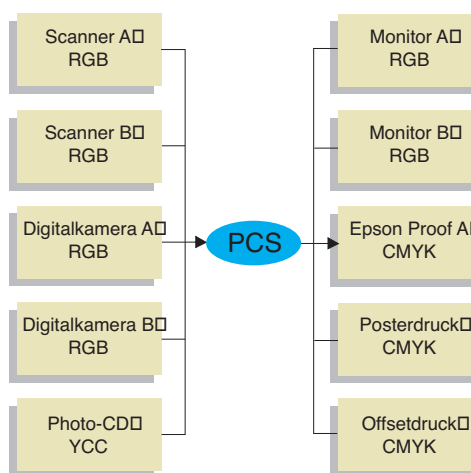 Scanner A
RGB
Scanner B
RGB
Digitalkamera A
RGB
Digitalkamera B
RGB
Photo-CD
YCC
PCS
Monitor A
RGB
Monitor B
RGB
Epson Proof A
CMYK
Posterdruck
CMYK
Offsetdruck
CMYK